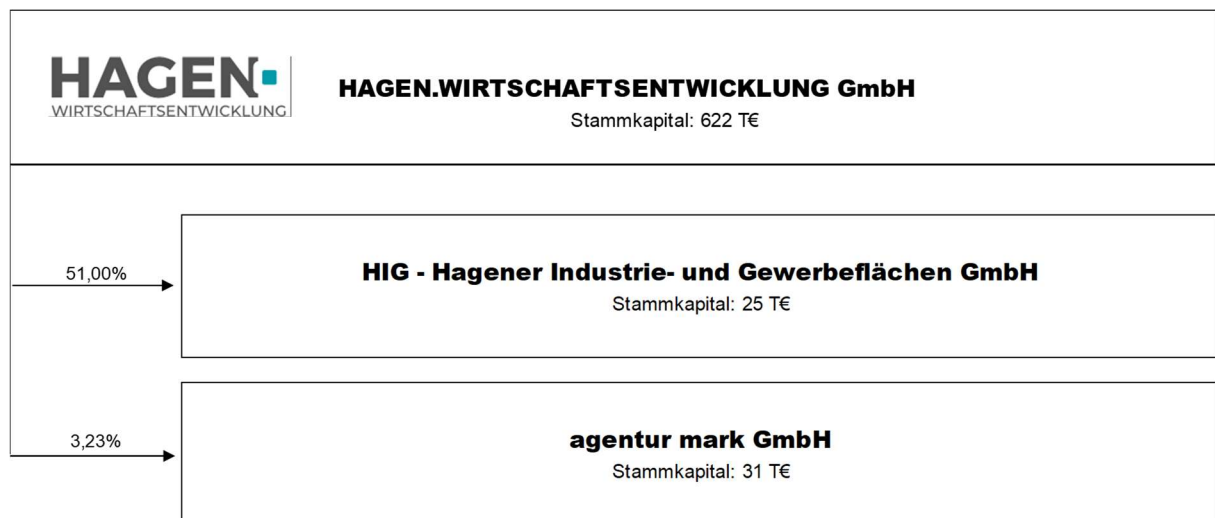 HAGEN
WIRTSCHAFTSENTWICKLUNG
HAGEN.WIRTSCHAFTSENTWICKLUNG GmbH
Stammkapital: 622 T€
51,00%
HIG - Hagener Industrie- und Gewerbeflächen GmbH
Stammkapital: 25 T€
3,23%
agentur mark GmbH
Stammkapital: 31 T€